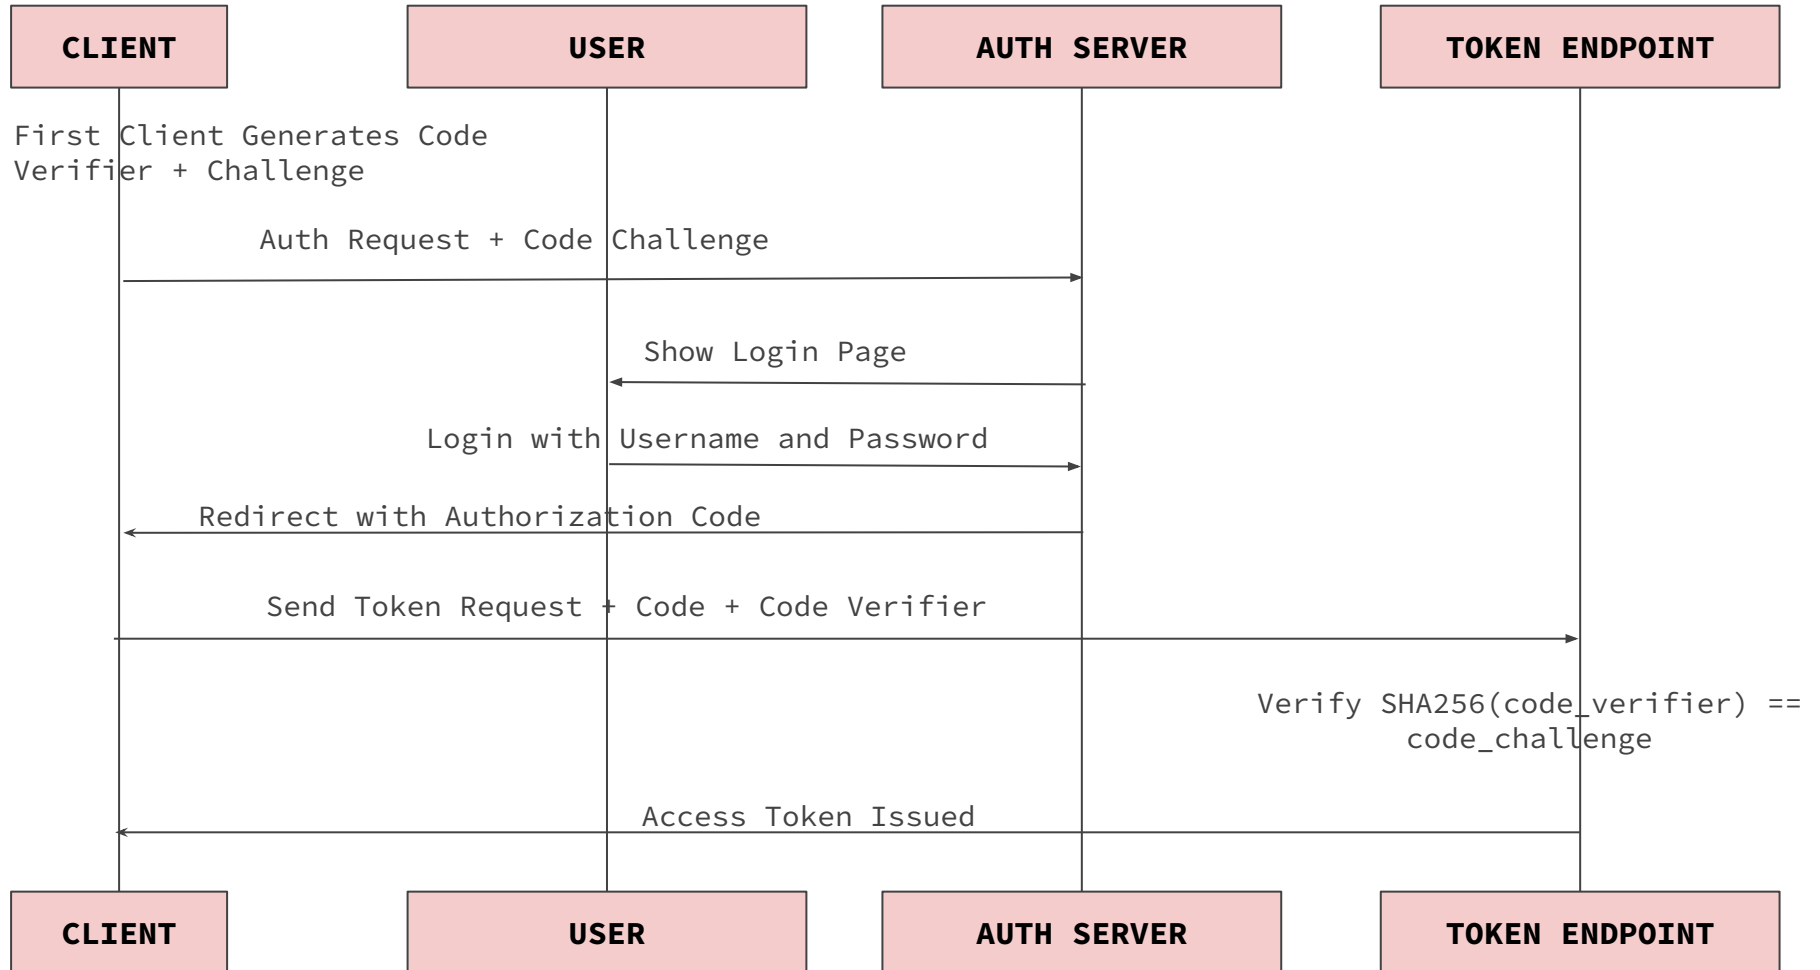 CLIENT USER AUTH SERVER TOKEN ENDPOINT
First Client Generates Code
Verifier + Challenge
Auth Request + Code Challenge
Show Login Page
Login with Username and Password
Redirect with Authorization Code
Send Token Request + Code + Code Verifier
Verify SHA256(code_verifier) ==
code_challenge
Access Token Issued
CLIENT USER AUTH SERVER TOKEN ENDPOINT